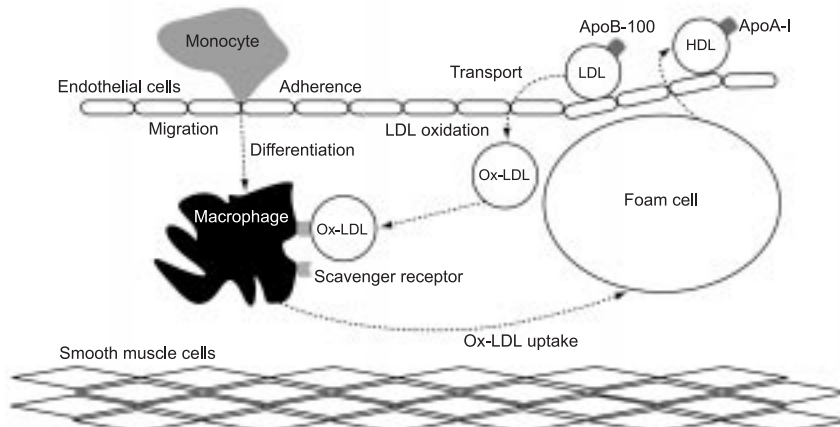 Monocyte
ApoB-100
ApoA-I
HDL
LDL
Transport
Endothelial cells
Adherence
Migration
LDL oxidation
Differentiation
Ox-LDL
Macrophage
Ox-LDL
Foam cell
Scavenger receptor
Ox-LDL uptake
Smooth muscle cells